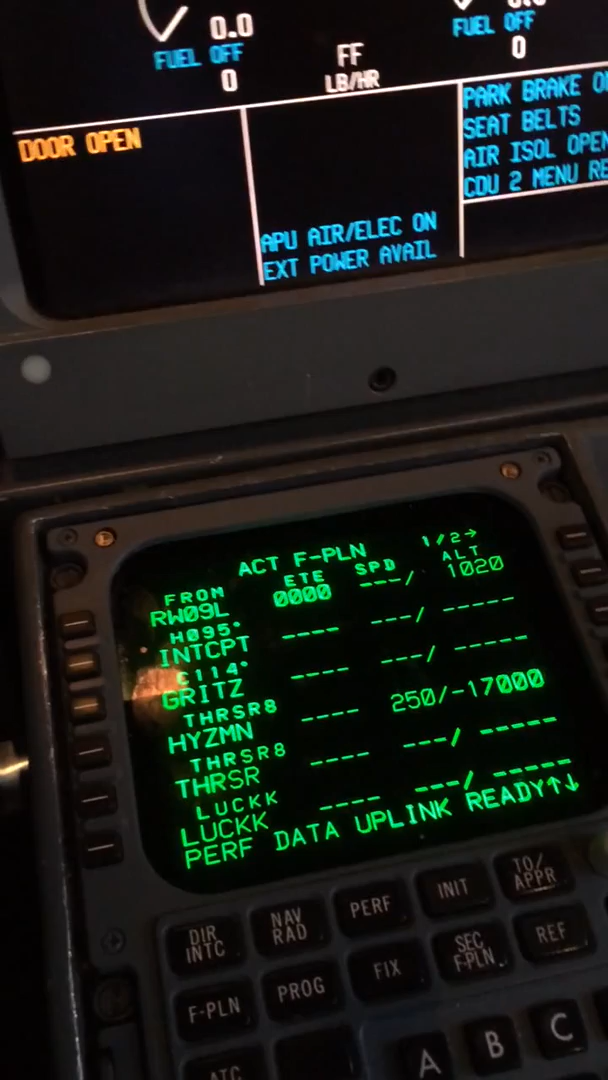 0.0
FUEL OFF
FUEL OFF
0
FF
0
LB/HR
DOOR OPEN
PARK BRAKE
SEAT BELTS
AIR ISOL
CDU 2 MENU
APU AIR/ELEC ON
EXT POWER AVAIL
ACT F-PLN 1/2→
FROM ETE SPD ALT
RW09L 0000 ---/ 1020
H095°
INTCPT ---- ---/ -----
C114°
GRITZ ---- ---/ -----
THRSR8
HYZMN ---- 250/-17000
THRSR8
THRSR ---- ---/ -----
LUCKK
LUCKK ---- ---/ -----
PERF DATA UPLINK READY↑↓
DIR INTC
NAV RAD
PERF
INIT
TO/ APPR
F-PLN
PROG
FIX
SEC F-PLN
REF
ATC
A B C